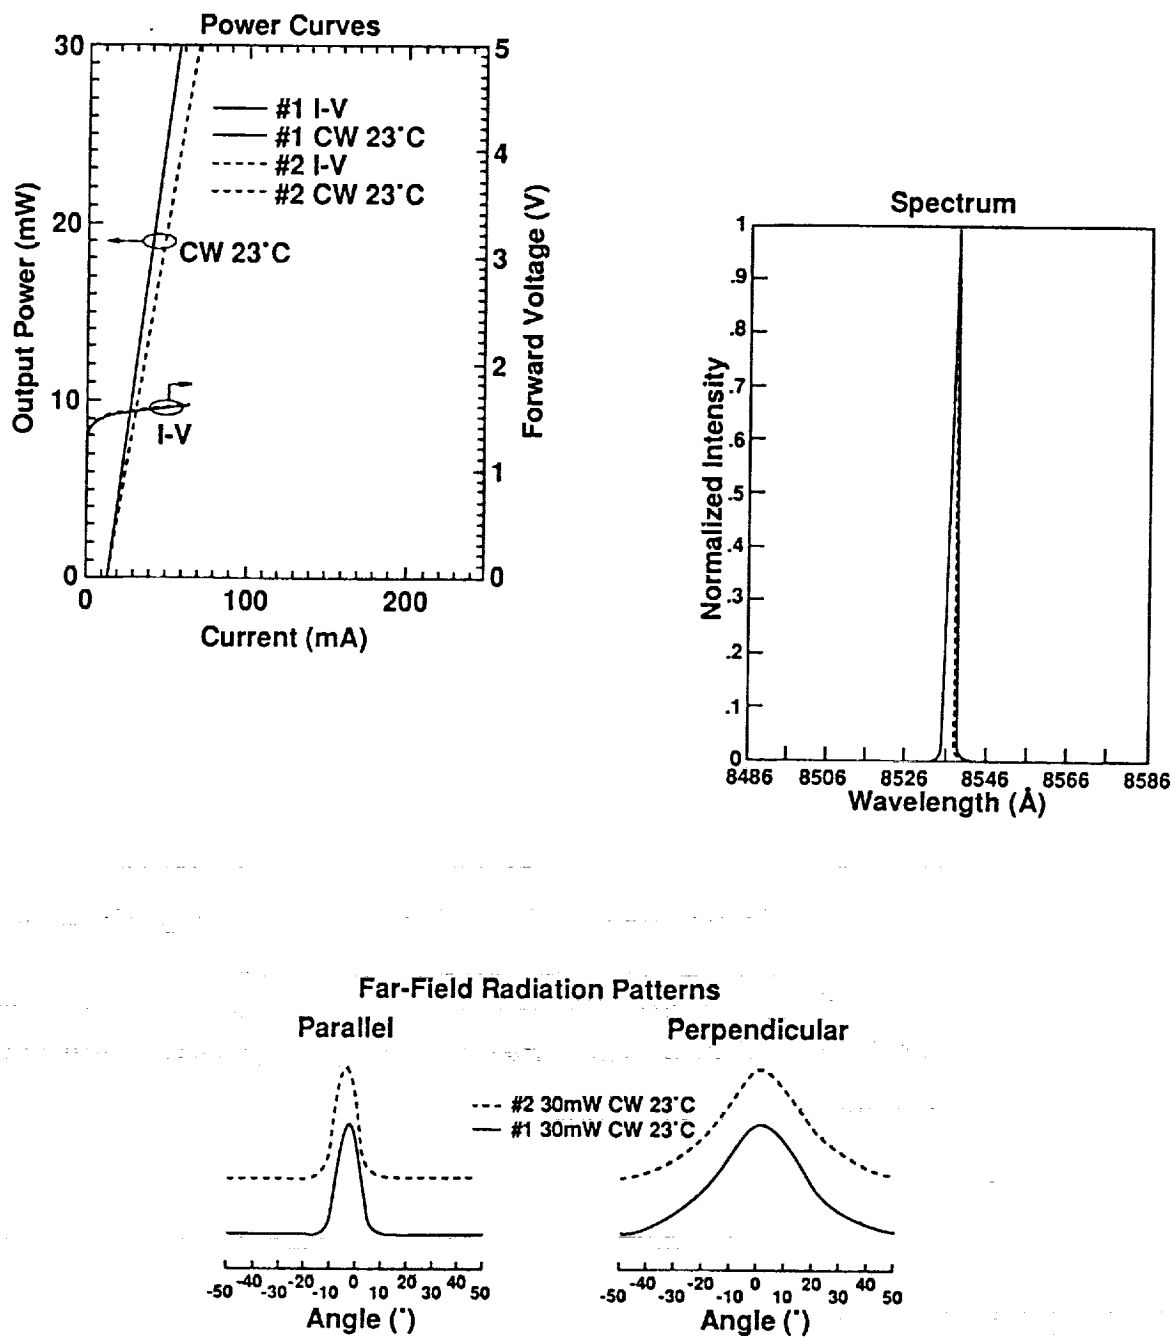 Power Curves
30
20
10
0
Output Power (mW)
#1 I-V
#1 CW 23°C
#2 I-V
#2 CW 23°C
CW 23°C
I-V
5
4
3
2
1
0
Forward Voltage (V)
0 100 200
Current (mA)
Spectrum
1
.9
.8
.7
.6
.5
.4
.3
.2
.1
0
Normalized Intensity
8486 8506 8526 8546 8566 8586
Wavelength (Å)
Far-Field Radiation Patterns
Parallel
Perpendicular
#2 30mW CW 23°C
#1 30mW CW 23°C
-50 -40 -30 -20 -10 0 10 20 30 40 50
Angle (°)
-50 -40 -30 -20 -10 0 10 20 30 40 50
Angle (°)